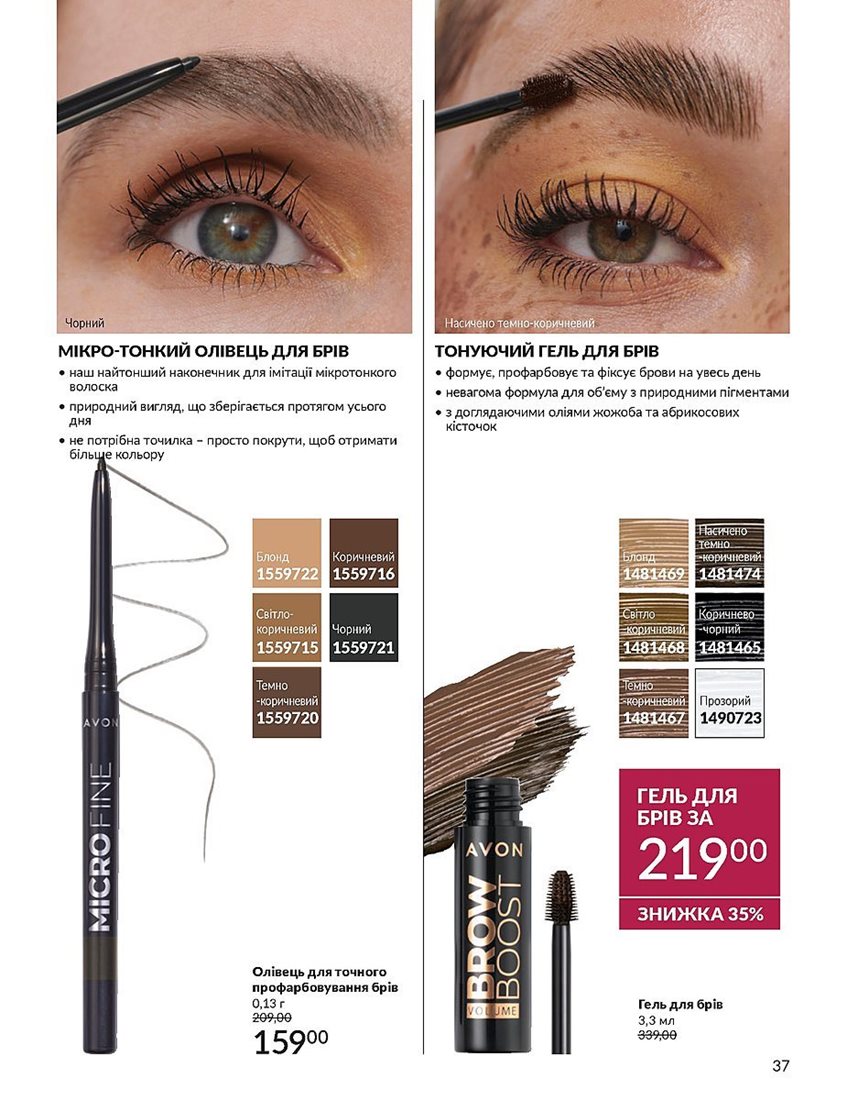 Чорний
МІКРО-ТОНКИЙ ОЛІВЕЦЬ ДЛЯ БРІВ
• наш найтонший наконечник для імітації мікротонкого
волоска
• природний вигляд, що зберігається протягом усього
дня
• не потрібна точилка – просто покрути, щоб отримати
більше кольору
Блонд
1559722
Коричневий
1559716
Світло-
коричневий
1559715
Чорний
1559721
Темно
-коричневий
1559720
AVON
MICRO FINE
Олівець для точного
профарбовування брів
0,13 г
209,00
15900
Насичено темно-коричневий
ТОНУЮЧИЙ ГЕЛЬ ДЛЯ БРІВ
• формує, профарбовує та фіксує брови на увесь день
• невагома формула для об’єму з природними пігментами
• з доглядаючими оліями жожоба та абрикосових
кісточок
Блонд
1481469
Насичено
темно
-коричневий
1481474
Світло
-коричневий
1481468
Коричнево
-чорний
1481465
Темно
-коричневий
1481467
Прозорий
1490723
ГЕЛЬ ДЛЯ
БРІВ ЗА
21900
ЗНИЖКА 35%
AVON
BROW
BOOST
VOLUME
Гель для брів
3,3 мл
339,00
37